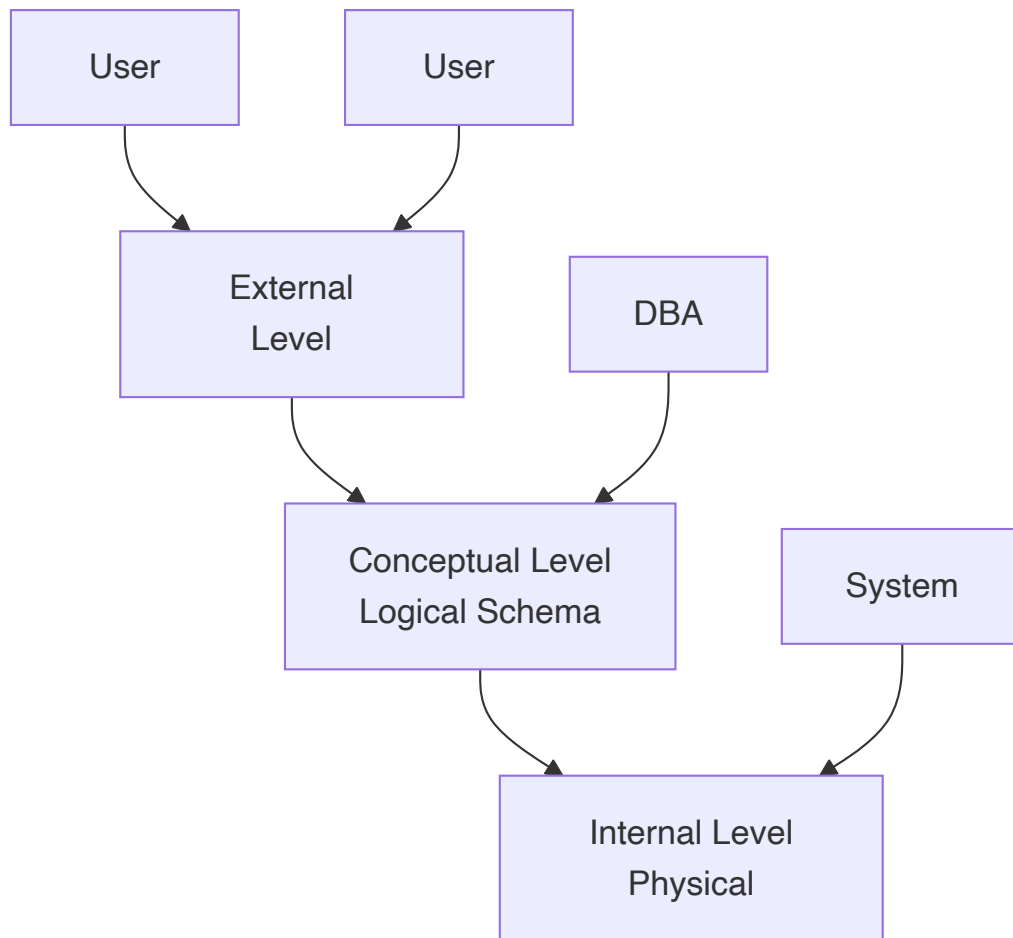 User
User
External
Level
DBA
Conceptual Level
Logical Schema
System
Internal Level
Physical